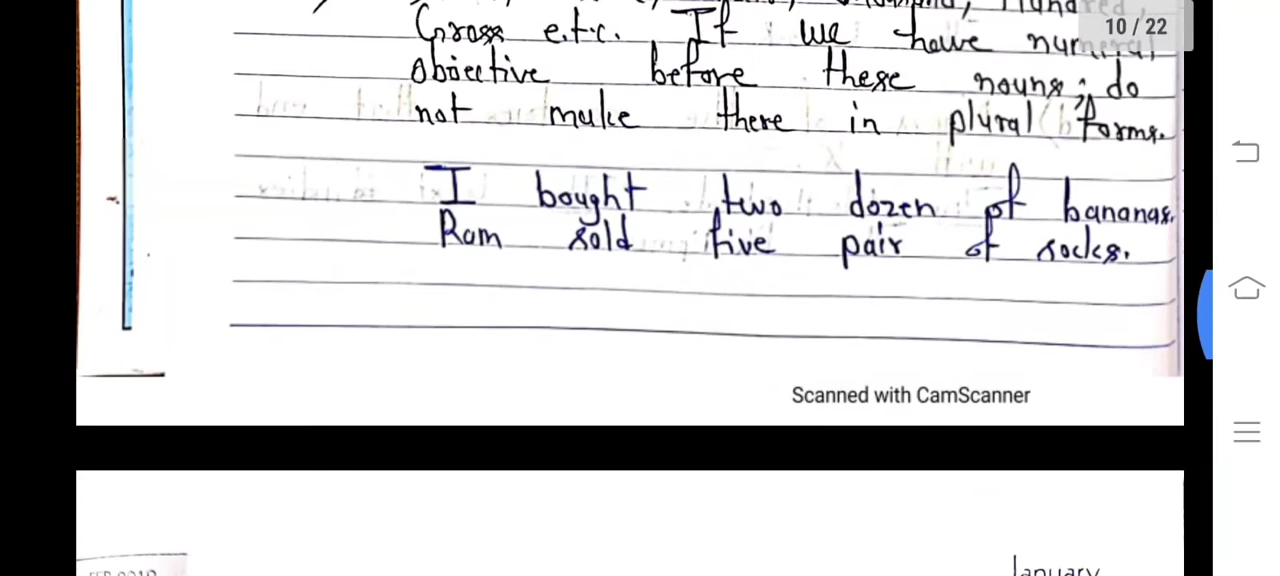 Hundred,
10 / 22
Gross e.t.c. If we have numeral
objective before these nouns; do
not make there in plural forms.
I bought two dozen of bananas.
Ram sold five pair of socks.
Scanned with CamScanner
January